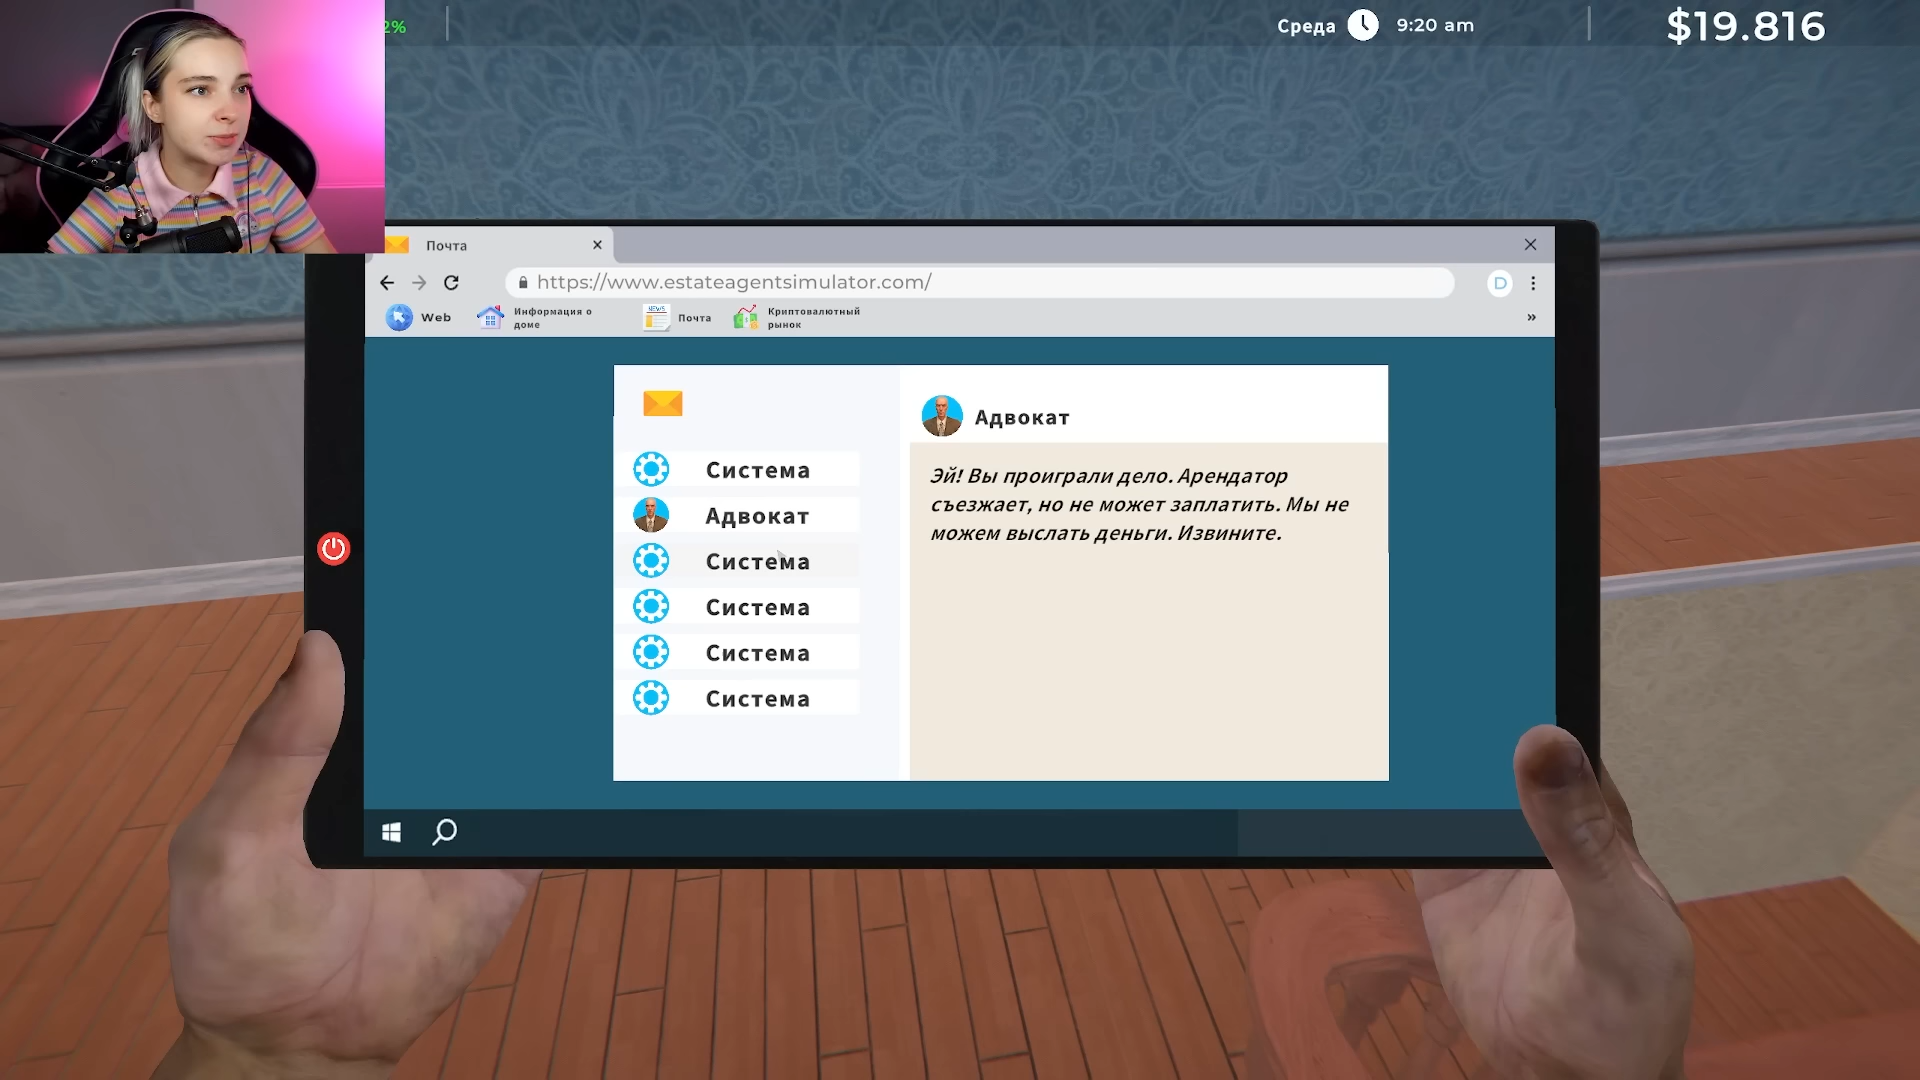 2%
Среда 9:20 am
$19.816
Почта
https://www.estateagentsimulator.com/
D
Web
Информация о
доме
NEWS
Почта
Криптовалютный
рынок
Адвокат
Эй! Вы проиграли дело. Арендатор
съезжает, но не может заплатить. Мы не
можем выслать деньги. Извините.
Система
Адвокат
Система
Система
Система
Система